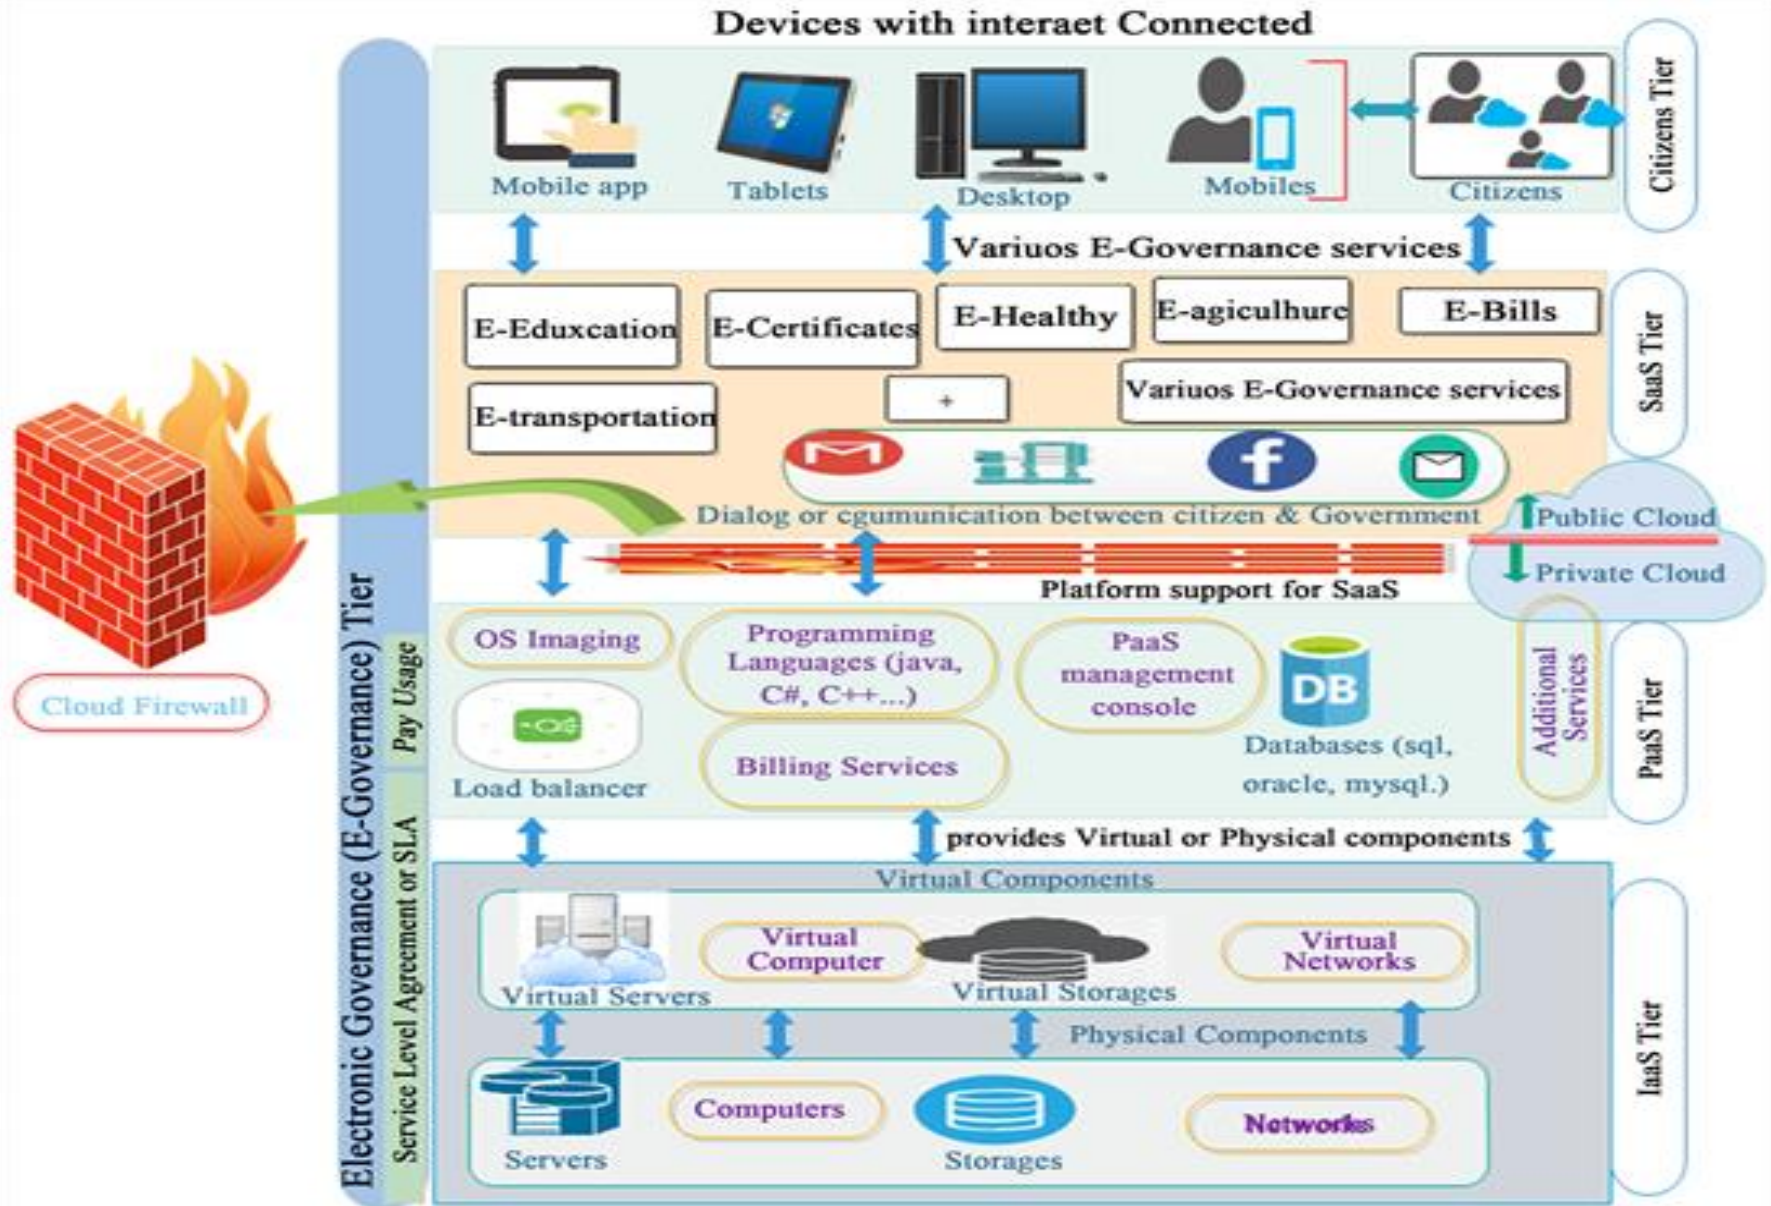 Devices with interaet Connected
Mobile app
Tablets
Desktop
Mobiles
Citizens
Citizens Tier
Variuos E-Governance services
E-Eduxcation
E-Certificates
E-Healthy
E-agiculhure
E-Bills
E-transportation
+
Variuos E-Governance services
SaaS Tier
Dialog or cgumunication between citizen & Government
Public Cloud
Private Cloud
Cloud Firewall
Platform support for SaaS
OS Imaging
Programming
Languages (java,
C#, C++...)
PaaS
management
console
DB
Databases (sql,
oracle, mysql.)
Additional
Services
PaaS Tier
Load balancer
Billing Services
provides Virtual or Physical components
Virtual Components
Virtual Servers
Virtual
Computer
Virtual Storages
Virtual
Networks
Physical Components
Servers
Computers
Storages
Networks
IaaS Tier
Electronic Governance (E-Governance) Tier
Pay Usage
Service Level Agreement or SLA